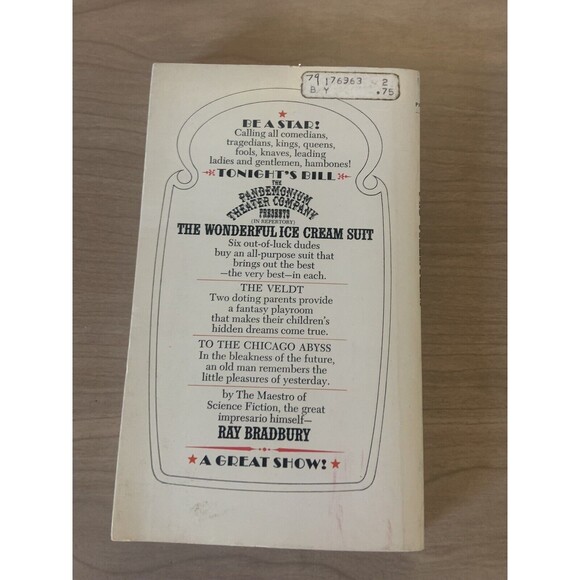 79 176963 2
B Y .75
BE A STAR!
Calling all comedians,
tragedians, kings, queens,
fools, knaves, leading
ladies and gentlemen, hambones!
TONIGHT'S BILL
THE
PANDEMONIUM
THEATER COMPANY
PRESENTS
(IN REPERTORY)
THE WONDERFUL ICE CREAM SUIT
Six out-of-luck dudes
buy an all-purpose suit that
brings out the best
—the very best—in each.
THE VELDT
Two doting parents provide
a fantasy playroom
that makes their children's
hidden dreams come true.
TO THE CHICAGO ABYSS
In the bleakness of the future,
an old man remembers the
little pleasures of yesterday.
by The Maestro of
Science Fiction, the great
impresario himself—
RAY BRADBURY
A GREAT SHOW!